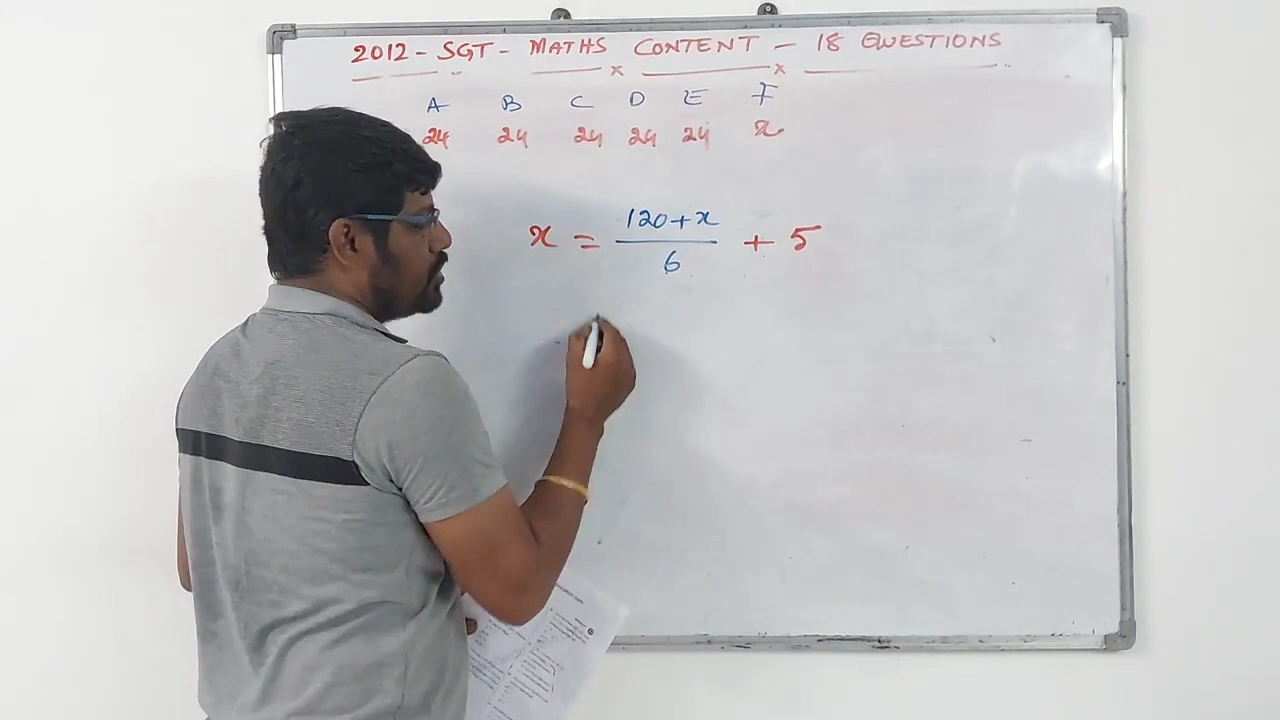 2012 - SGT - MATHS CONTENT - 18 QUESTIONS
A B C D E F
24 24 24 24 24 x
x = (120 + x)/6 + 5